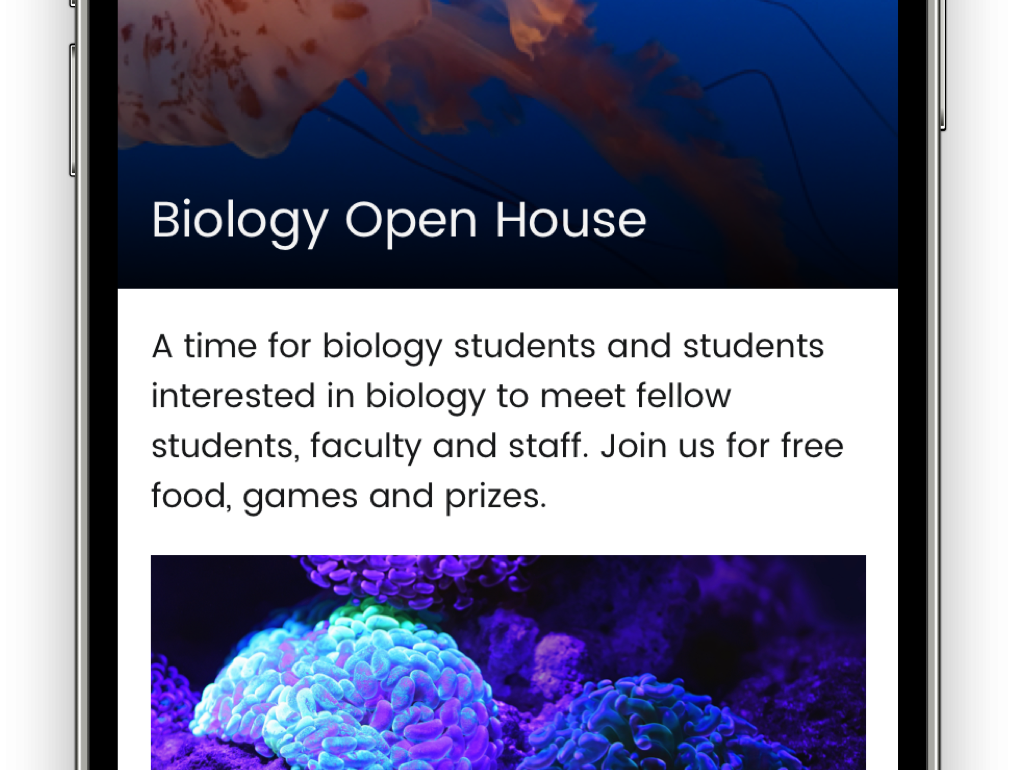 Biology Open House
A time for biology students and students
interested in biology to meet fellow
students, faculty and staff. Join us for free
food, games and prizes.